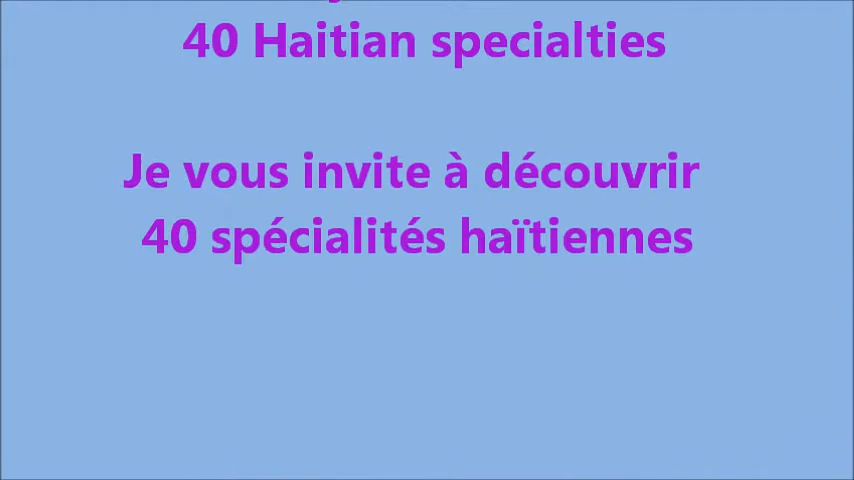 40 Haitian specialties
Je vous invite à découvrir
40 spécialités haïtiennes